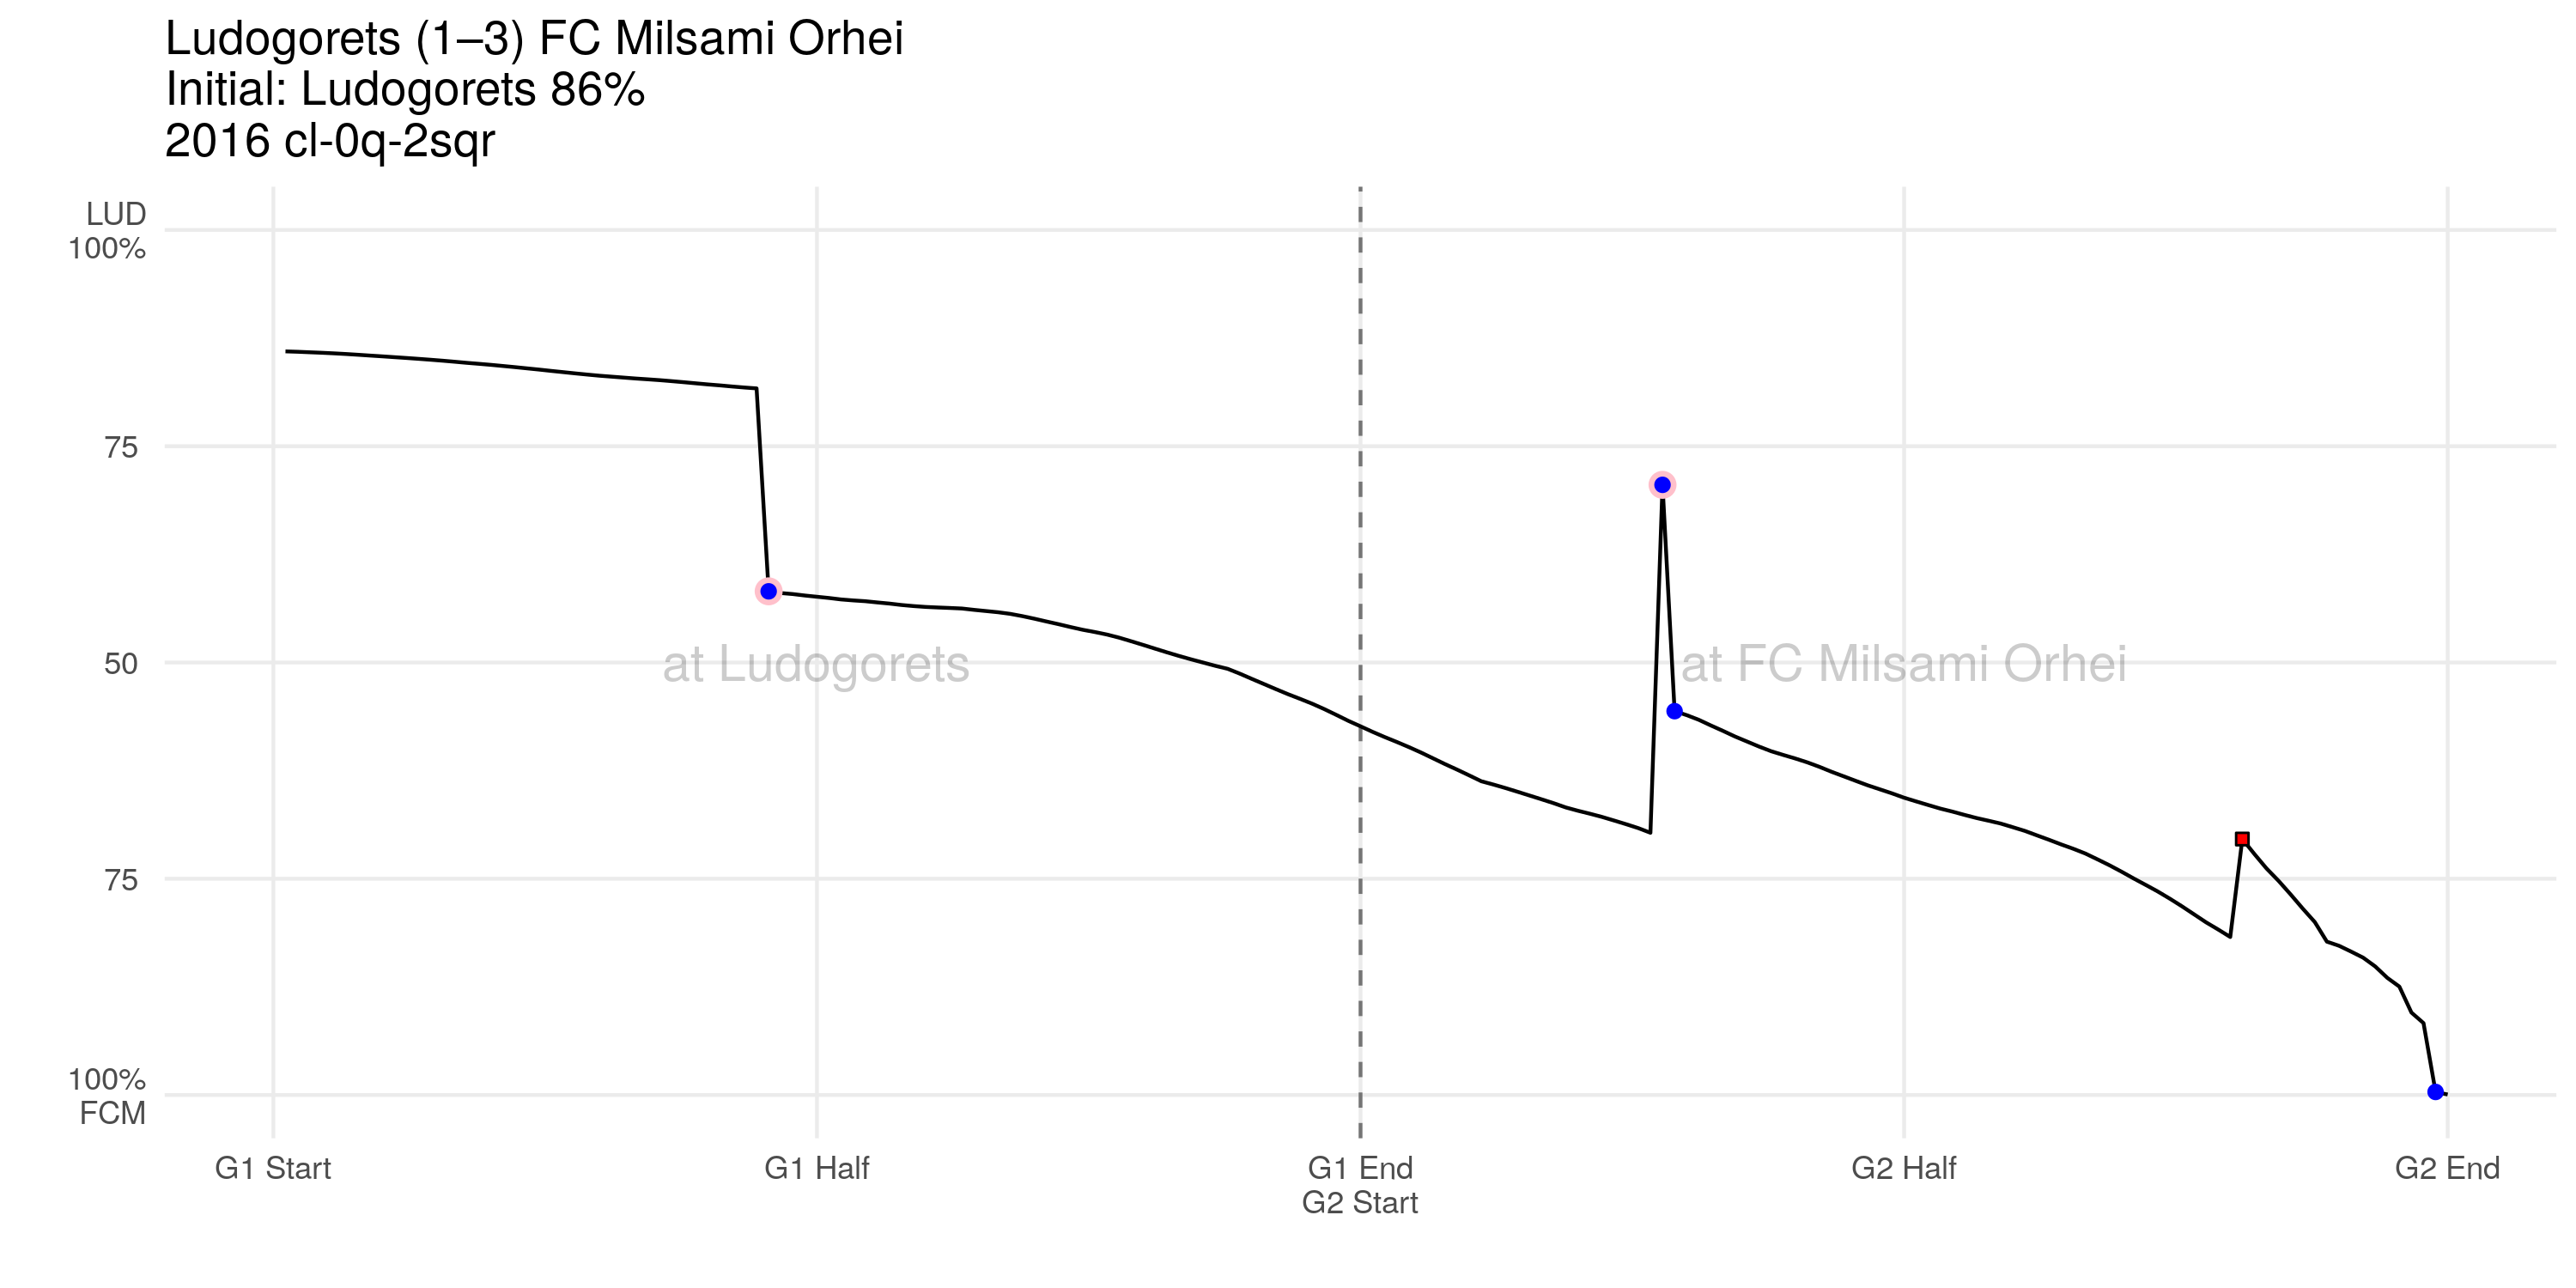 Ludogorets (1–3) FC Milsami Orhei
Initial: Ludogorets 86%
2016 cl-0q-2sqr
LUD
100%
75
50
75
100%
FCM
at Ludogorets
at FC Milsami Orhei
G1 Start
G1 Half
G1 End
G2 Start
G2 Half
G2 End